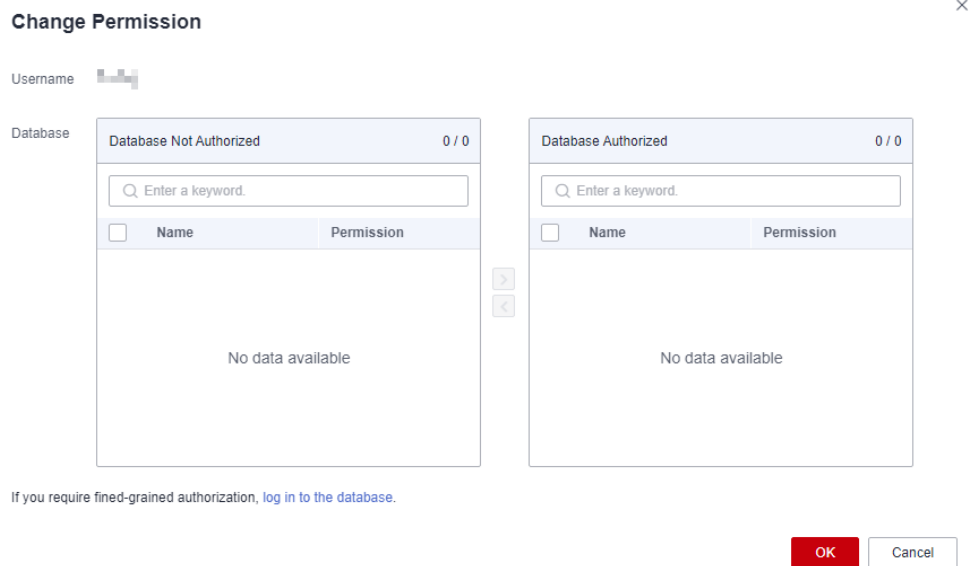 Change Permission
Username
Database
Database Not Authorized 0 / 0
Enter a keyword.
Name Permission
No data available
Database Authorized 0 / 0
Enter a keyword.
Name Permission
No data available
If you require fined-grained authorization, log in to the database.
OK Cancel